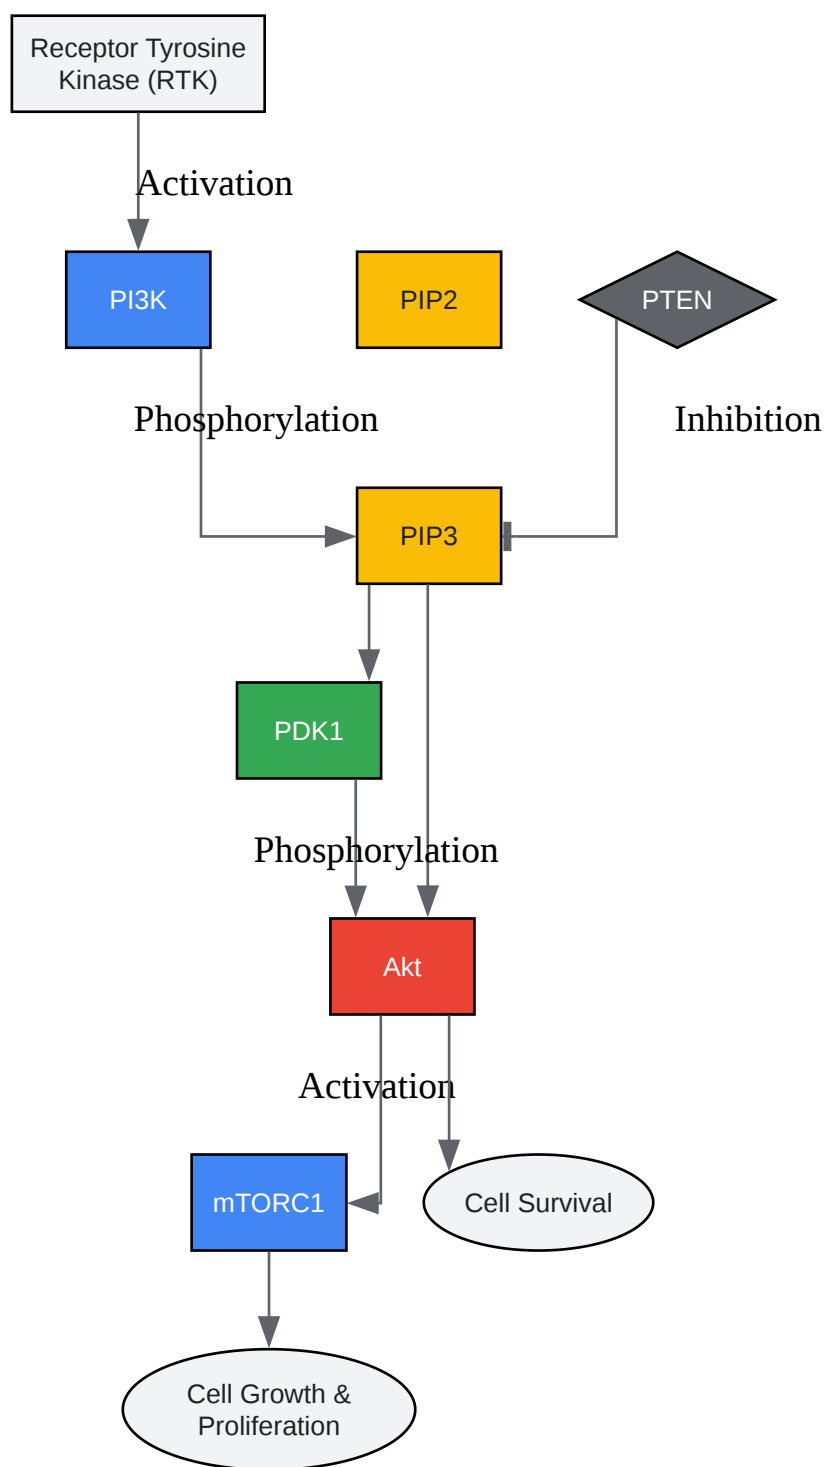 Receptor Tyrosine
Kinase (RTK)
Activation
PI3K
PIP2
PTEN
Phosphorylation
Inhibition
PIP3
PDK1
Phosphorylation
Akt
Activation
mTORC1
Cell Survival
Cell Growth &
Proliferation